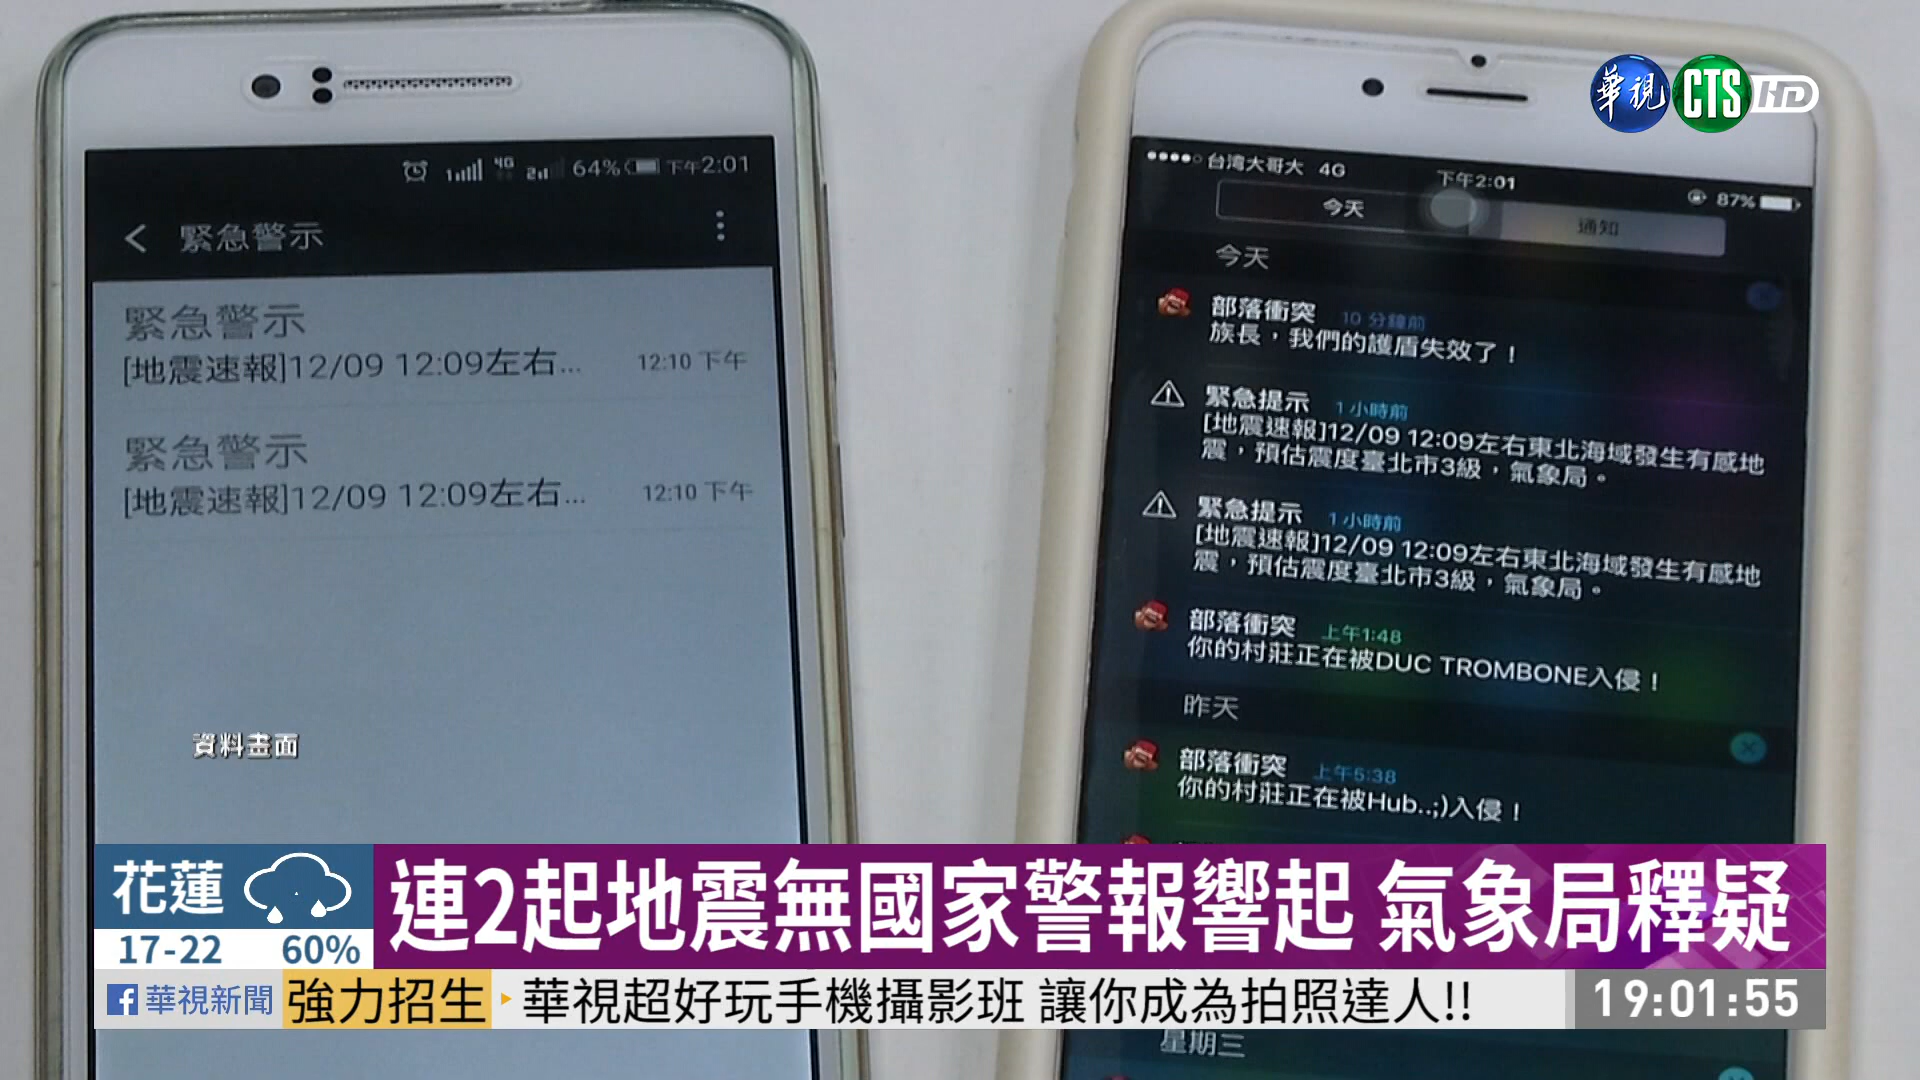 華視 CTS HD
4G 64% 下午2:01
緊急警示
緊急警示
[地震速報]12/09 12:09左右... 12:10 下午
緊急警示
[地震速報]12/09 12:09左右... 12:10 下午
資料畫面
台湾大哥大 4G 下午2:01 87%
今天 通知
今天
部落衝突 10 分鐘前
族長，我們的護盾失效了！
緊急提示 1 小時前
[地震速報]12/09 12:09左右東北海域發生有感地
震，預估震度臺北市3級，氣象局。
緊急提示 1 小時前
[地震速報]12/09 12:09左右東北海域發生有感地
震，預估震度臺北市3級，氣象局。
部落衝突 上午1:48
你的村莊正在被DUC TROMBONE入侵！
昨天
部落衝突 上午5:38
你的村莊正在被Hub..;)入侵！
花蓮
17-22 60%
連2起地震無國家警報響起 氣象局釋疑
華視新聞 強力招生 華視超好玩手機攝影班 讓你成為拍照達人!!
19:01:55
星期三